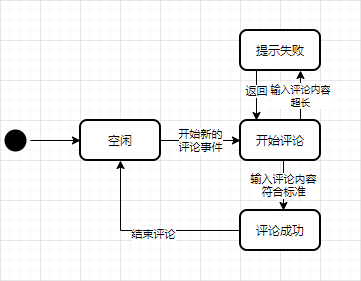 提示失败
返回
输入评论内容
超长
空闲
开始新的
评论事件
开始评论
输入评论内容
符合标准
结束评论
评论成功